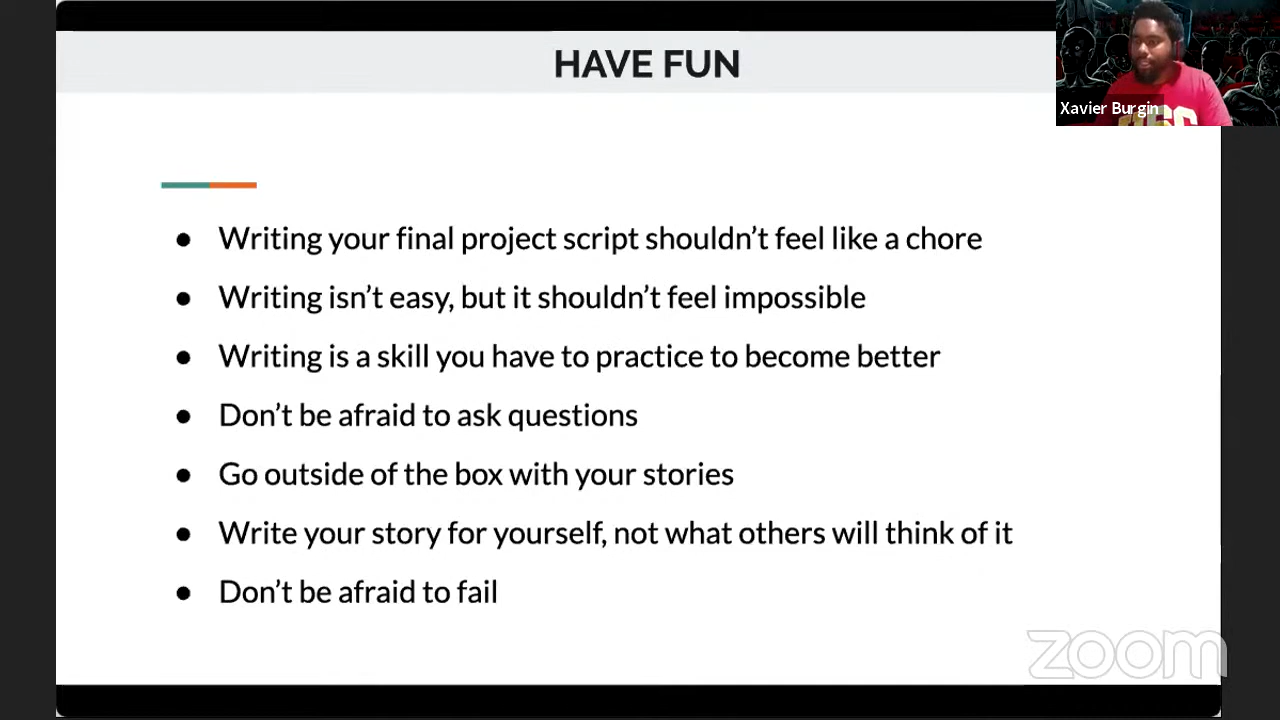 HAVE FUN
Xavier Burgin
Writing your final project script shouldn’t feel like a chore
Writing isn’t easy, but it shouldn’t feel impossible
Writing is a skill you have to practice to become better
Don’t be afraid to ask questions
Go outside of the box with your stories
Write your story for yourself, not what others will think of it
Don’t be afraid to fail
zoom